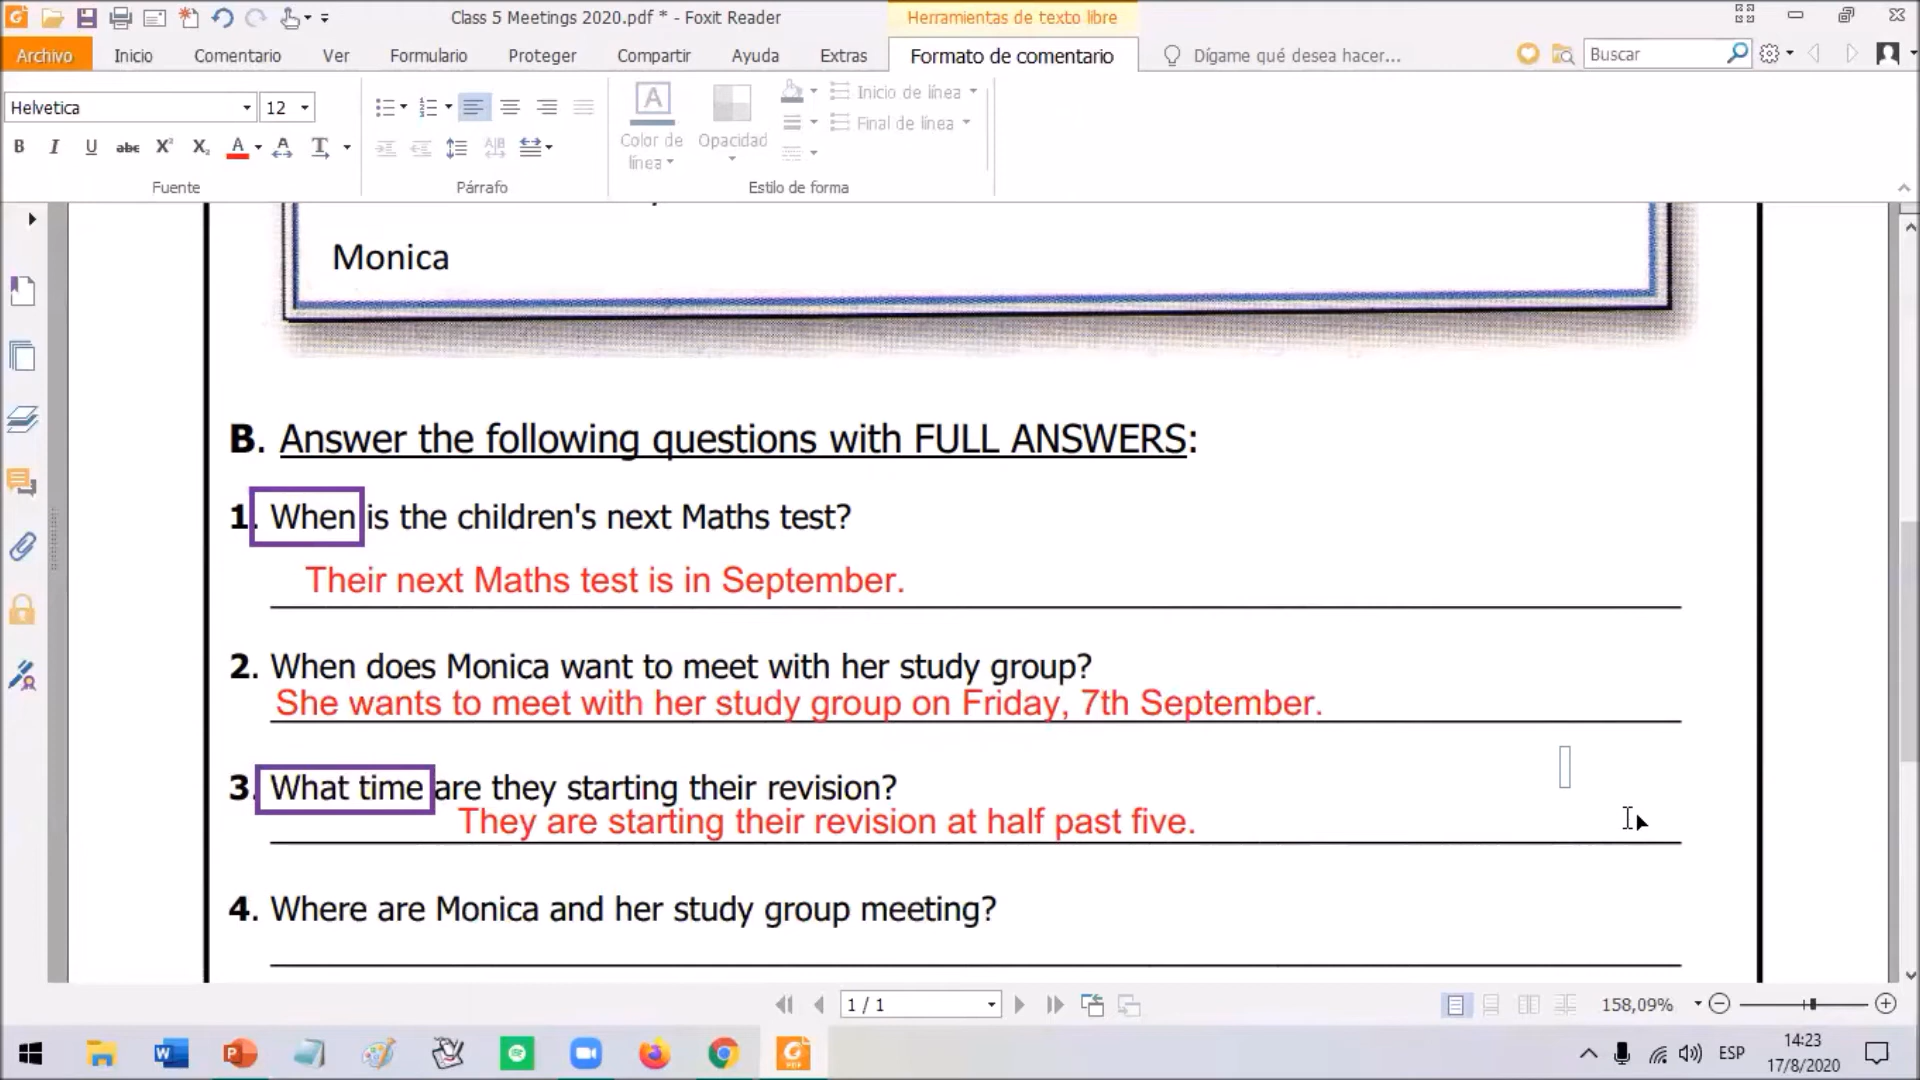 Class 5 Meetings 2020.pdf * - Foxit Reader
Herramientas de texto libre
Archivo Inicio Comentario Ver Formulario Proteger Compartir Ayuda Extras Formato de comentario Dígame qué desea hacer... Buscar
Helvetica 12
Inicio de línea
Final de línea
Color de línea
Opacidad
Fuente Párrafo Estilo de forma
Monica
B. Answer the following questions with FULL ANSWERS:
1. When is the children's next Maths test?
Their next Maths test is in September.
2. When does Monica want to meet with her study group?
She wants to meet with her study group on Friday, 7th September.
3. What time are they starting their revision?
They are starting their revision at half past five.
4. Where are Monica and her study group meeting?
1 / 1
158,09%
ESP
14:23
17/8/2020